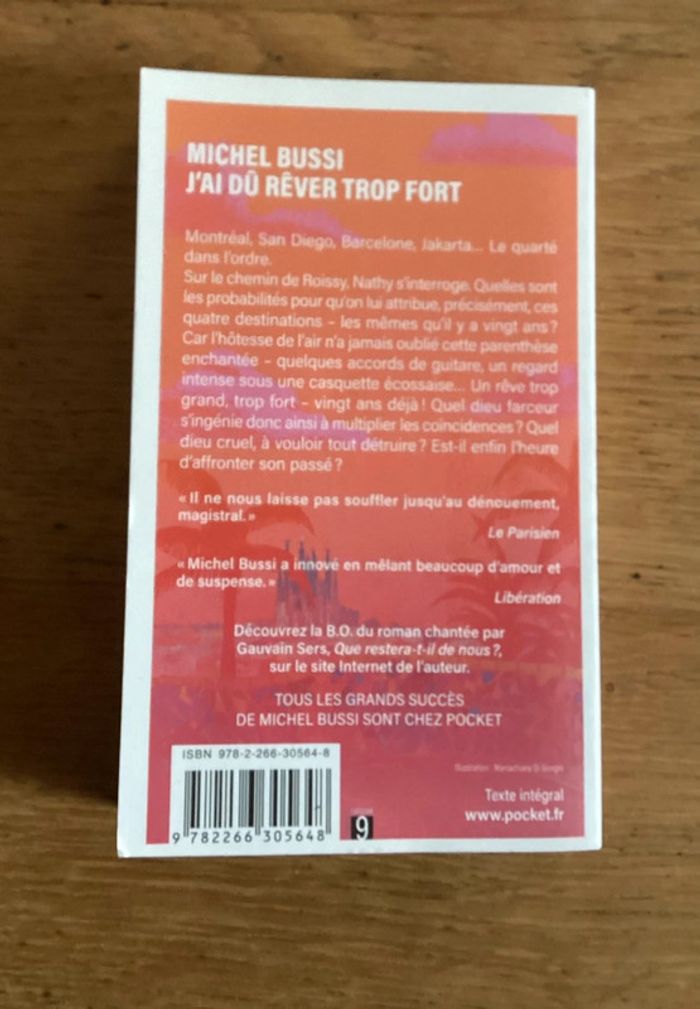 MICHEL BUSSI
J'AI DÛ RÊVER TROP FORT
Montréal, San Diego, Barcelone, Jakarta... Le quarté
dans l'ordre.
Sur le chemin de Roissy, Nathy s'interroge. Quelles sont
les probabilités pour qu'on lui attribue, précisément, ces
quatre destinations – les mêmes qu'il y a vingt ans ?
Car l'hôtesse de l'air n'a jamais oublié cette parenthèse
enchantée – quelques accords de guitare, un regard
intense sous une casquette écossaise... Un rêve trop
grand, trop fort – vingt ans déjà ! Quel dieu farceur
s'ingénie donc ainsi à multiplier les coïncidences ? Quel
dieu cruel, à vouloir tout détruire ? Est-il enfin l'heure
d'affronter son passé ?
« Il ne nous laisse pas souffler jusqu'au dénouement,
magistral. »
Le Parisien
« Michel Bussi a innové en mêlant beaucoup d'amour et
de suspense. »
Libération
Découvrez la B.O. du roman chantée par
Gauvain Sers, Que restera-t-il de nous ?,
sur le site Internet de l'auteur.
TOUS LES GRANDS SUCCÈS
DE MICHEL BUSSI SONT CHEZ POCKET
ISBN 978-2-266-30564-8
Illustration :
Texte intégral
www.pocket.fr
9 782266 305648
9